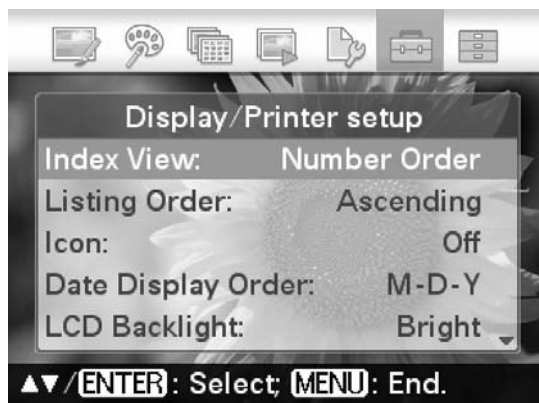 Display/Printer setup
Index View: Number Order
Listing Order: Ascending
Icon: Off
Date Display Order: M-D-Y
LCD Backlight: Bright
▲▼/ENTER: Select; MENU: End.